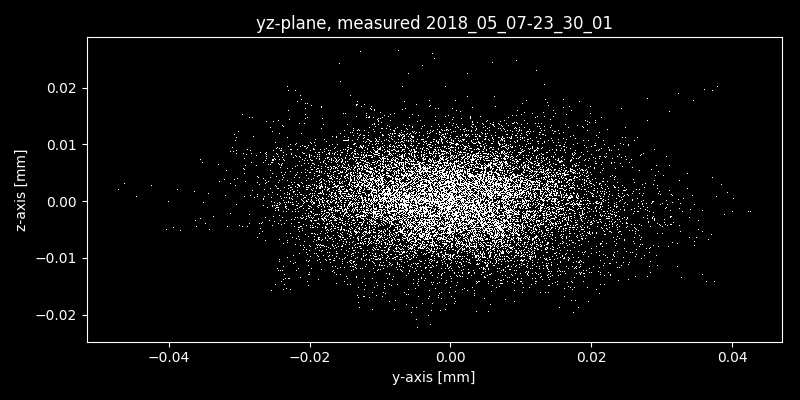 yz-plane, measured 2018_05_07-23_30_01
0.02
0.01
0.00
−0.01
−0.02
z-axis [mm]
−0.04 −0.02 0.00 0.02 0.04
y-axis [mm]